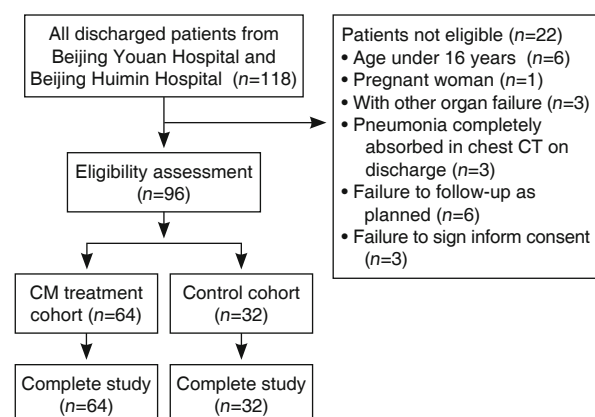 All discharged patients from
Beijing Youan Hospital and
Beijing Huimin Hospital (n=118)
Patients not eligible (n=22)
• Age under 16 years (n=6)
• Pregnant woman (n=1)
• With other organ failure (n=3)
• Pneumonia completely
absorbed in chest CT on
discharge (n=3)
• Failure to follow-up as
planned (n=6)
• Failure to sign inform consent
(n=3)
Eligibility assessment
(n=96)
CM treatment
cohort (n=64)
Control cohort
(n=32)
Complete study
(n=64)
Complete study
(n=32)